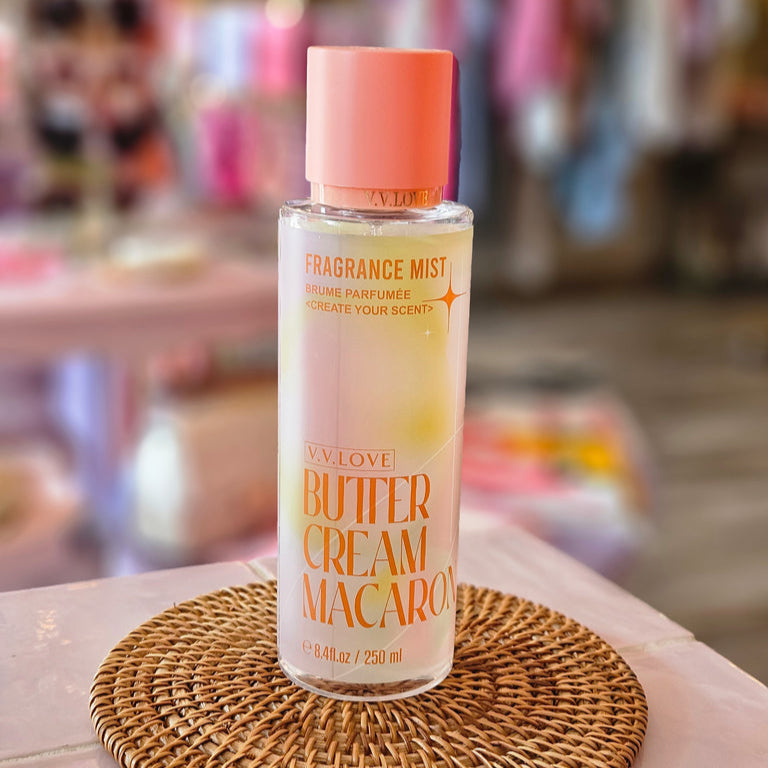 V.V.LOVE
FRAGRANCE MIST
BRUME PARFUMÉE
<CREATE YOUR SCENT>
V.V.LOVE
BUTTER
CREAM
MACARON
℮ 8.4fl.oz / 250 ml